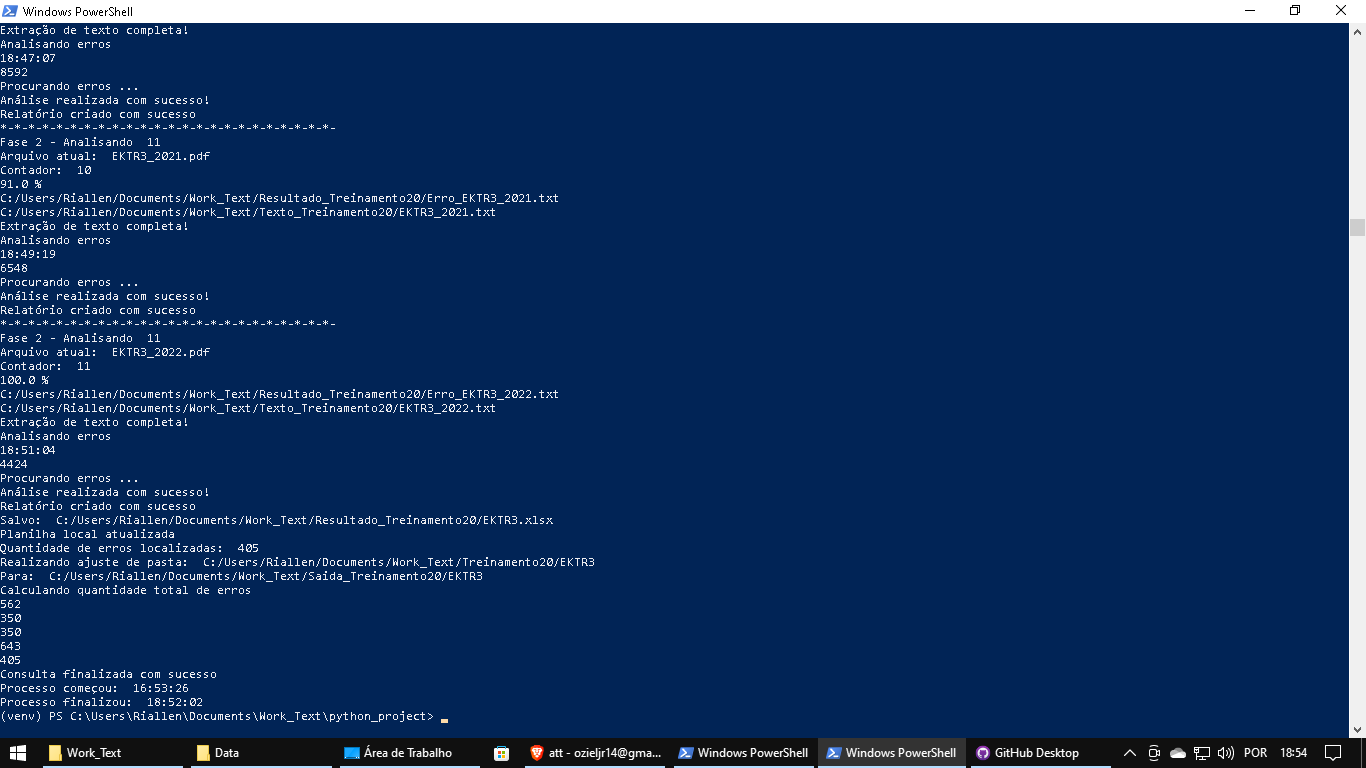 Windows PowerShell
Extração de texto completa!
Analisando erros
18:47:07
8592
Procurando erros ...
Análise realizada com sucesso!
Relatório criado com sucesso
*-*-*-*-*-*-*-*-*-*-*-*-*-*-*-*-*-*-*-*-*-*-*-*-
Fase 2 - Analisando  11
Arquivo atual:  EKTR3_2021.pdf
Contador:  10
91.0 %
C:/Users/Riallen/Documents/Work_Text/Resultado_Treinamento20/Erro_EKTR3_2021.txt
C:/Users/Riallen/Documents/Work_Text/Texto_Treinamento20/EKTR3_2021.txt
Extração de texto completa!
Analisando erros
18:49:19
6548
Procurando erros ...
Análise realizada com sucesso!
Relatório criado com sucesso
*-*-*-*-*-*-*-*-*-*-*-*-*-*-*-*-*-*-*-*-*-*-*-*-
Fase 2 - Analisando  11
Arquivo atual:  EKTR3_2022.pdf
Contador:  11
100.0 %
C:/Users/Riallen/Documents/Work_Text/Resultado_Treinamento20/Erro_EKTR3_2022.txt
C:/Users/Riallen/Documents/Work_Text/Texto_Treinamento20/EKTR3_2022.txt
Extração de texto completa!
Analisando erros
18:51:04
4424
Procurando erros ...
Análise realizada com sucesso!
Relatório criado com sucesso
Salvo:  C:/Users/Riallen/Documents/Work_Text/Resultado_Treinamento20/EKTR3.xlsx
Planilha local atualizada
Quantidade de erros localizadas:  405
Realizando ajuste de pasta:  C:/Users/Riallen/Documents/Work_Text/Treinamento20/EKTR3
Para:  C:/Users/Riallen/Documents/Work_Text/Saida_Treinamento20/EKTR3
Calculando quantidade total de erros
562
350
350
643
405
Consulta finalizada com sucesso
Processo começou:  16:53:26
Processo finalizou:  18:52:02
(venv) PS C:\Users\Riallen\Documents\Work_Text\python_project>
Work_Text Data Área de Trabalho att - ozieljr14@gma... Windows PowerShell Windows PowerShell GitHub Desktop POR 18:54